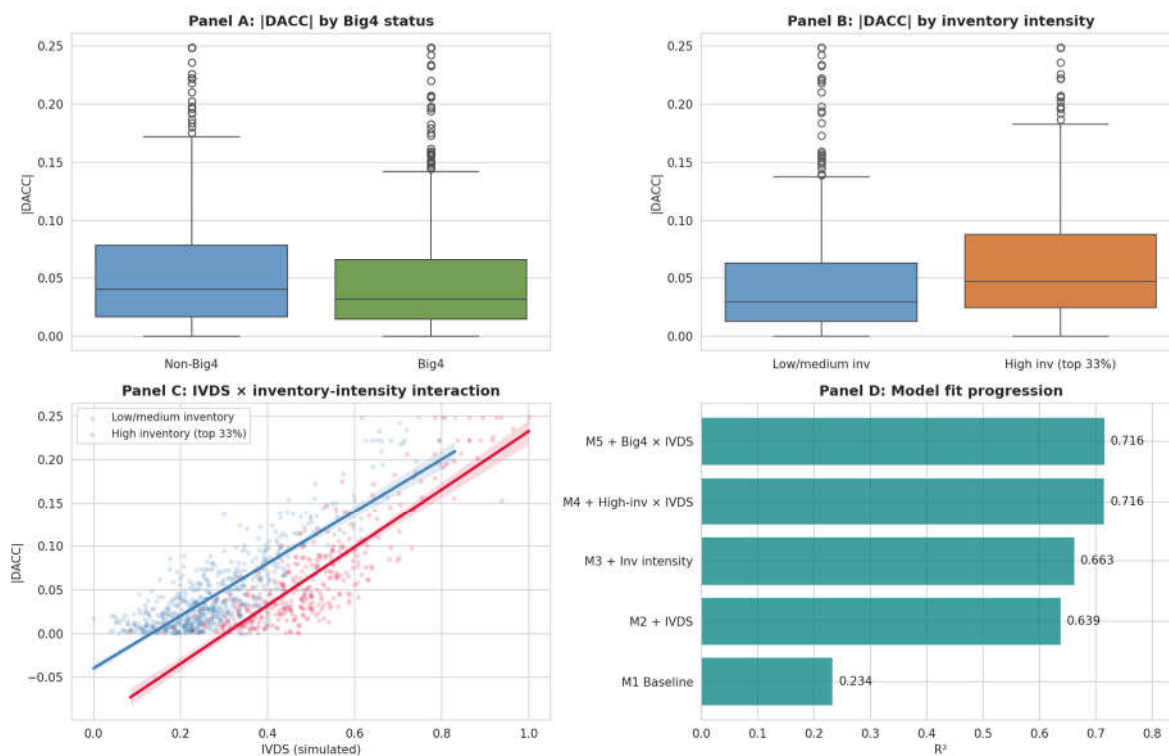 Panel A: |DACC| by Big4 status
|DACC|
0.25
0.20
0.15
0.10
0.05
0.00
Non-Big4 Big4
Panel B: |DACC| by inventory intensity
|DACC|
0.25
0.20
0.15
0.10
0.05
0.00
Low/medium inv High inv (top 33%)
Panel C: IVDS × inventory-intensity interaction
Low/medium inventory
High inventory (top 33%)
|DACC|
0.25
0.20
0.15
0.10
0.05
0.00
−0.05
0.0 0.2 0.4 0.6 0.8 1.0
IVDS (simulated)
Panel D: Model fit progression
M5 + Big4 × IVDS 0.716
M4 + High-inv × IVDS 0.716
M3 + Inv intensity 0.663
M2 + IVDS 0.639
M1 Baseline 0.234
0.0 0.1 0.2 0.3 0.4 0.5 0.6 0.7 0.8
R²